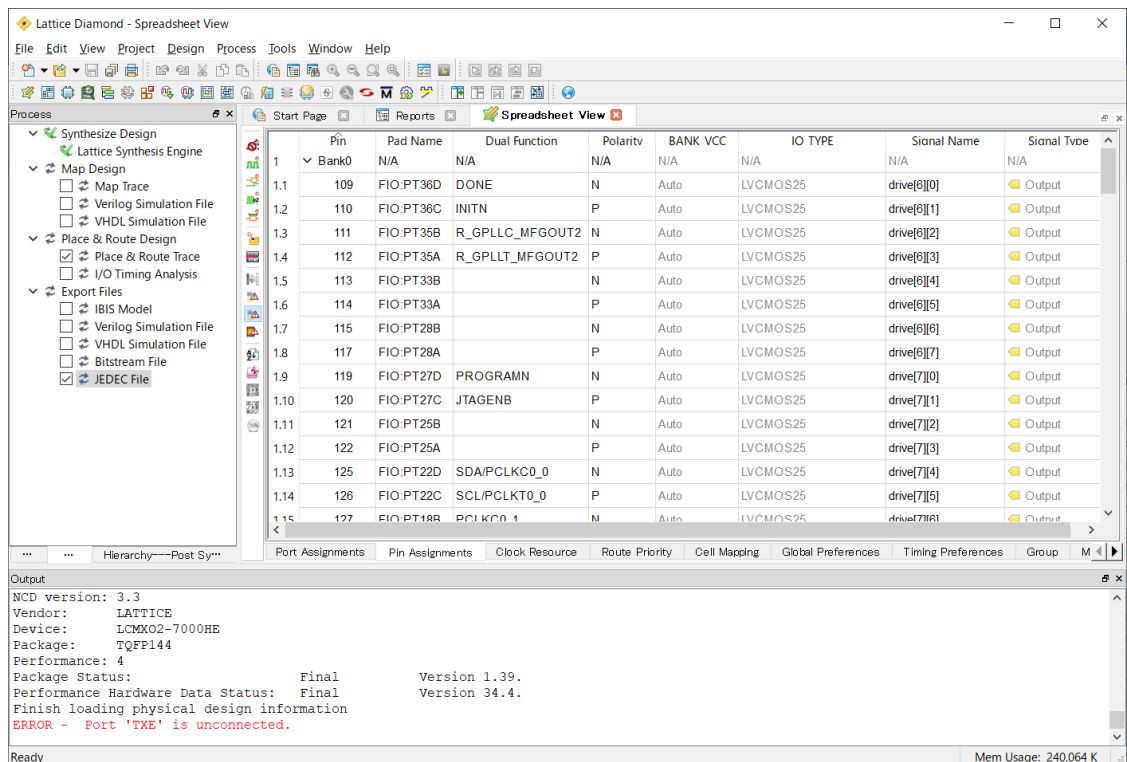 Lattice Diamond - Spreadsheet View
File Edit View Project Design Process Tools Window Help
Process
Start Page Reports Spreadsheet View
Synthesize Design
Lattice Synthesis Engine
Map Design
Map Trace
Verilog Simulation File
VHDL Simulation File
Place & Route Design
Place & Route Trace
I/O Timing Analysis
Export Files
IBIS Model
Verilog Simulation File
VHDL Simulation File
Bitstream File
JEDEC File
... ... Hierarchy---Post Sy...
Pin Pad Name Dual Function Polarity BANK VCC IO TYPE Signal Name Signal Type
1 Bank0 N/A N/A N/A N/A N/A N/A N/A
1.1 109 FIO:PT36D DONE N Auto LVCMOS25 drive[6][0] Output
1.2 110 FIO:PT36C INITN P Auto LVCMOS25 drive[6][1] Output
1.3 111 FIO:PT35B R_GPLLC_MFGOUT2 N Auto LVCMOS25 drive[6][2] Output
1.4 112 FIO:PT35A R_GPLLT_MFGOUT2 P Auto LVCMOS25 drive[6][3] Output
1.5 113 FIO:PT33B N Auto LVCMOS25 drive[6][4] Output
1.6 114 FIO:PT33A P Auto LVCMOS25 drive[6][5] Output
1.7 115 FIO:PT28B N Auto LVCMOS25 drive[6][6] Output
1.8 117 FIO:PT28A P Auto LVCMOS25 drive[6][7] Output
1.9 119 FIO:PT27D PROGRAMN N Auto LVCMOS25 drive[7][0] Output
1.10 120 FIO:PT27C JTAGENB P Auto LVCMOS25 drive[7][1] Output
1.11 121 FIO:PT25B N Auto LVCMOS25 drive[7][2] Output
1.12 122 FIO:PT25A P Auto LVCMOS25 drive[7][3] Output
1.13 125 FIO:PT22D SDA/PCLKC0_0 N Auto LVCMOS25 drive[7][4] Output
1.14 126 FIO:PT22C SCL/PCLKT0_0 P Auto LVCMOS25 drive[7][5] Output
1.15 127 FIO:PT18B PCLKC0_1 N Auto LVCMOS25 drive[7][6] Output
Port Assignments Pin Assignments Clock Resource Route Priority Cell Mapping Global Preferences Timing Preferences Group M
Output
NCD version: 3.3
Vendor: LATTICE
Device: LCMXO2-7000HE
Package: TQFP144
Performance: 4
Package Status: Final Version 1.39.
Performance Hardware Data Status: Final Version 34.4.
Finish loading physical design information
ERROR - Port 'TXE' is unconnected.
Ready Mem Usage: 240,064 K